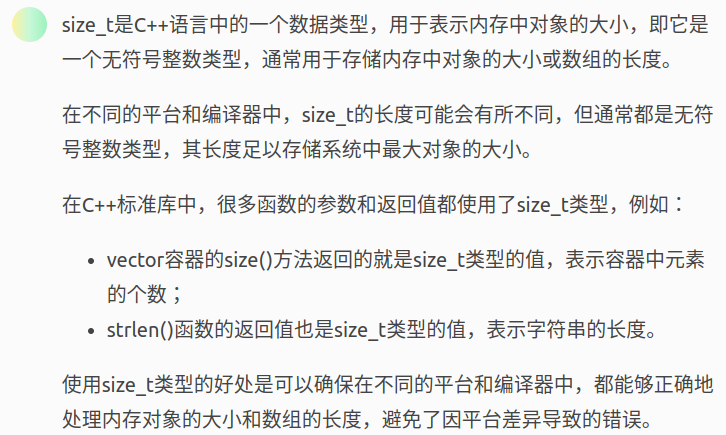 size_t是C++语言中的一个数据类型，用于表示内存中对象的大小，即它是
一个无符号整数类型，通常用于存储内存中对象的大小或数组的长度。
在不同的平台和编译器中，size_t的长度可能会有所不同，但通常都是无符
号整数类型，其长度足以存储系统中最大对象的大小。
在C++标准库中，很多函数的参数和返回值都使用了size_t类型，例如：
• vector容器的size()方法返回的就是size_t类型的值，表示容器中元素
的个数；
• strlen()函数的返回值也是size_t类型的值，表示字符串的长度。
使用size_t类型的好处是可以确保在不同的平台和编译器中，都能够正确地
处理内存对象的大小和数组的长度，避免了因平台差异导致的错误。